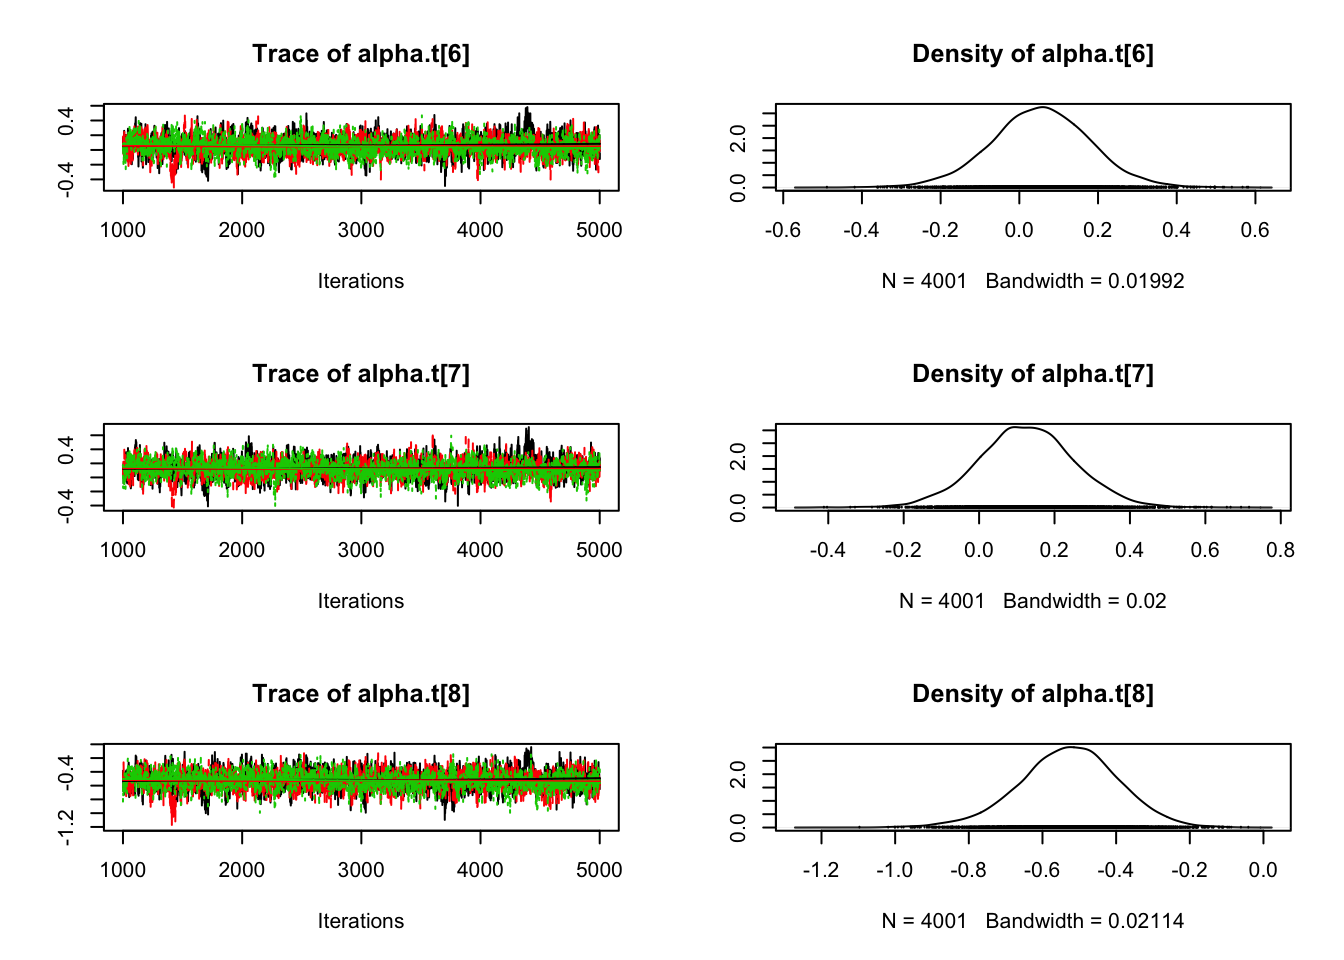 Trace of alpha.t[6]
0.4
-0.4
1000 2000 3000 4000 5000
Iterations
Density of alpha.t[6]
2.0
0.0
-0.6 -0.4 -0.2 0.0 0.2 0.4 0.6
N = 4001 Bandwidth = 0.01992
Trace of alpha.t[7]
0.4
-0.4
1000 2000 3000 4000 5000
Iterations
Density of alpha.t[7]
2.0
0.0
-0.4 -0.2 0.0 0.2 0.4 0.6 0.8
N = 4001 Bandwidth = 0.02
Trace of alpha.t[8]
-0.4
-1.2
1000 2000 3000 4000 5000
Iterations
Density of alpha.t[8]
2.0
0.0
-1.2 -1.0 -0.8 -0.6 -0.4 -0.2 0.0
N = 4001 Bandwidth = 0.02114